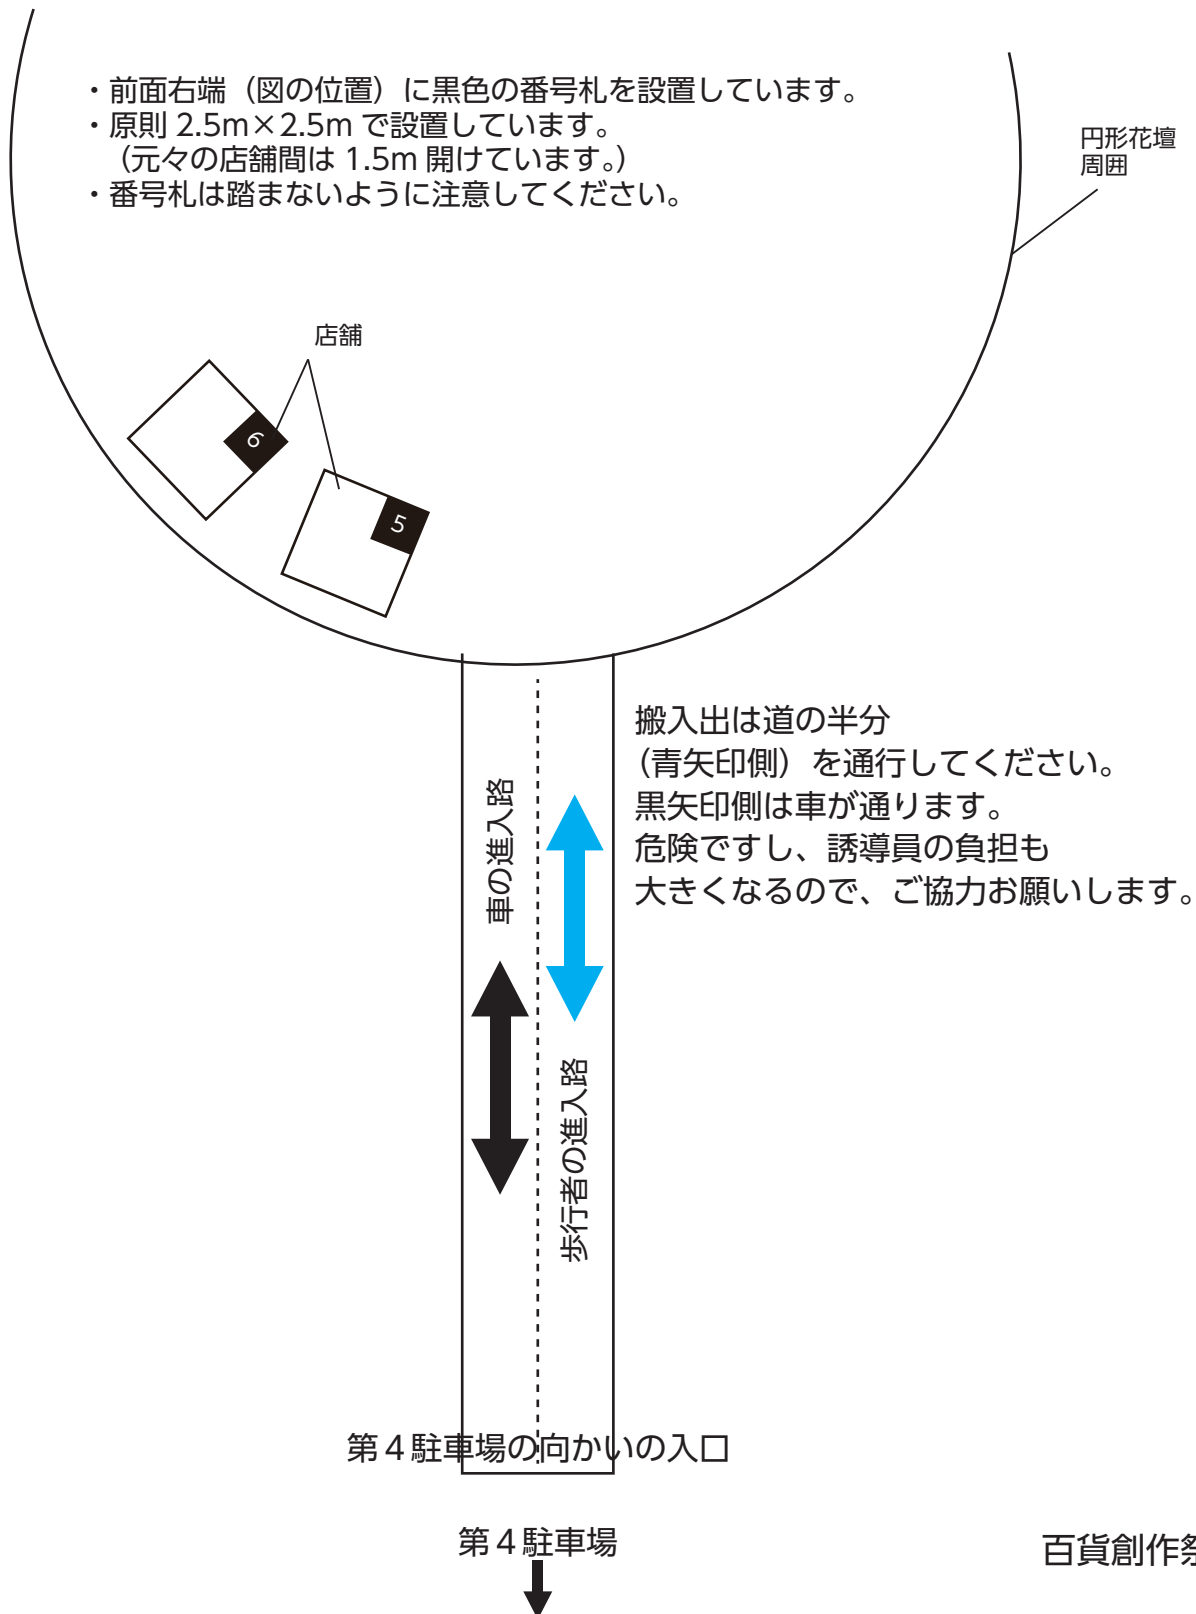 ・前面右端（図の位置）に黒色の番号札を設置しています。
・原則 2.5m×2.5m で設置しています。
（元々の店舗間は 1.5m 開けています。）
・番号札は踏まないように注意してください。
円形花壇
周囲
店舗
6
5
搬入出は道の半分
（青矢印側）を通行してください。
黒矢印側は車が通ります。
危険ですし、誘導員の負担も
大きくなるので、ご協力お願いします。
車の進入路
歩行者の進入路
第４駐車場の向かいの入口
第４駐車場
百貨創作祭